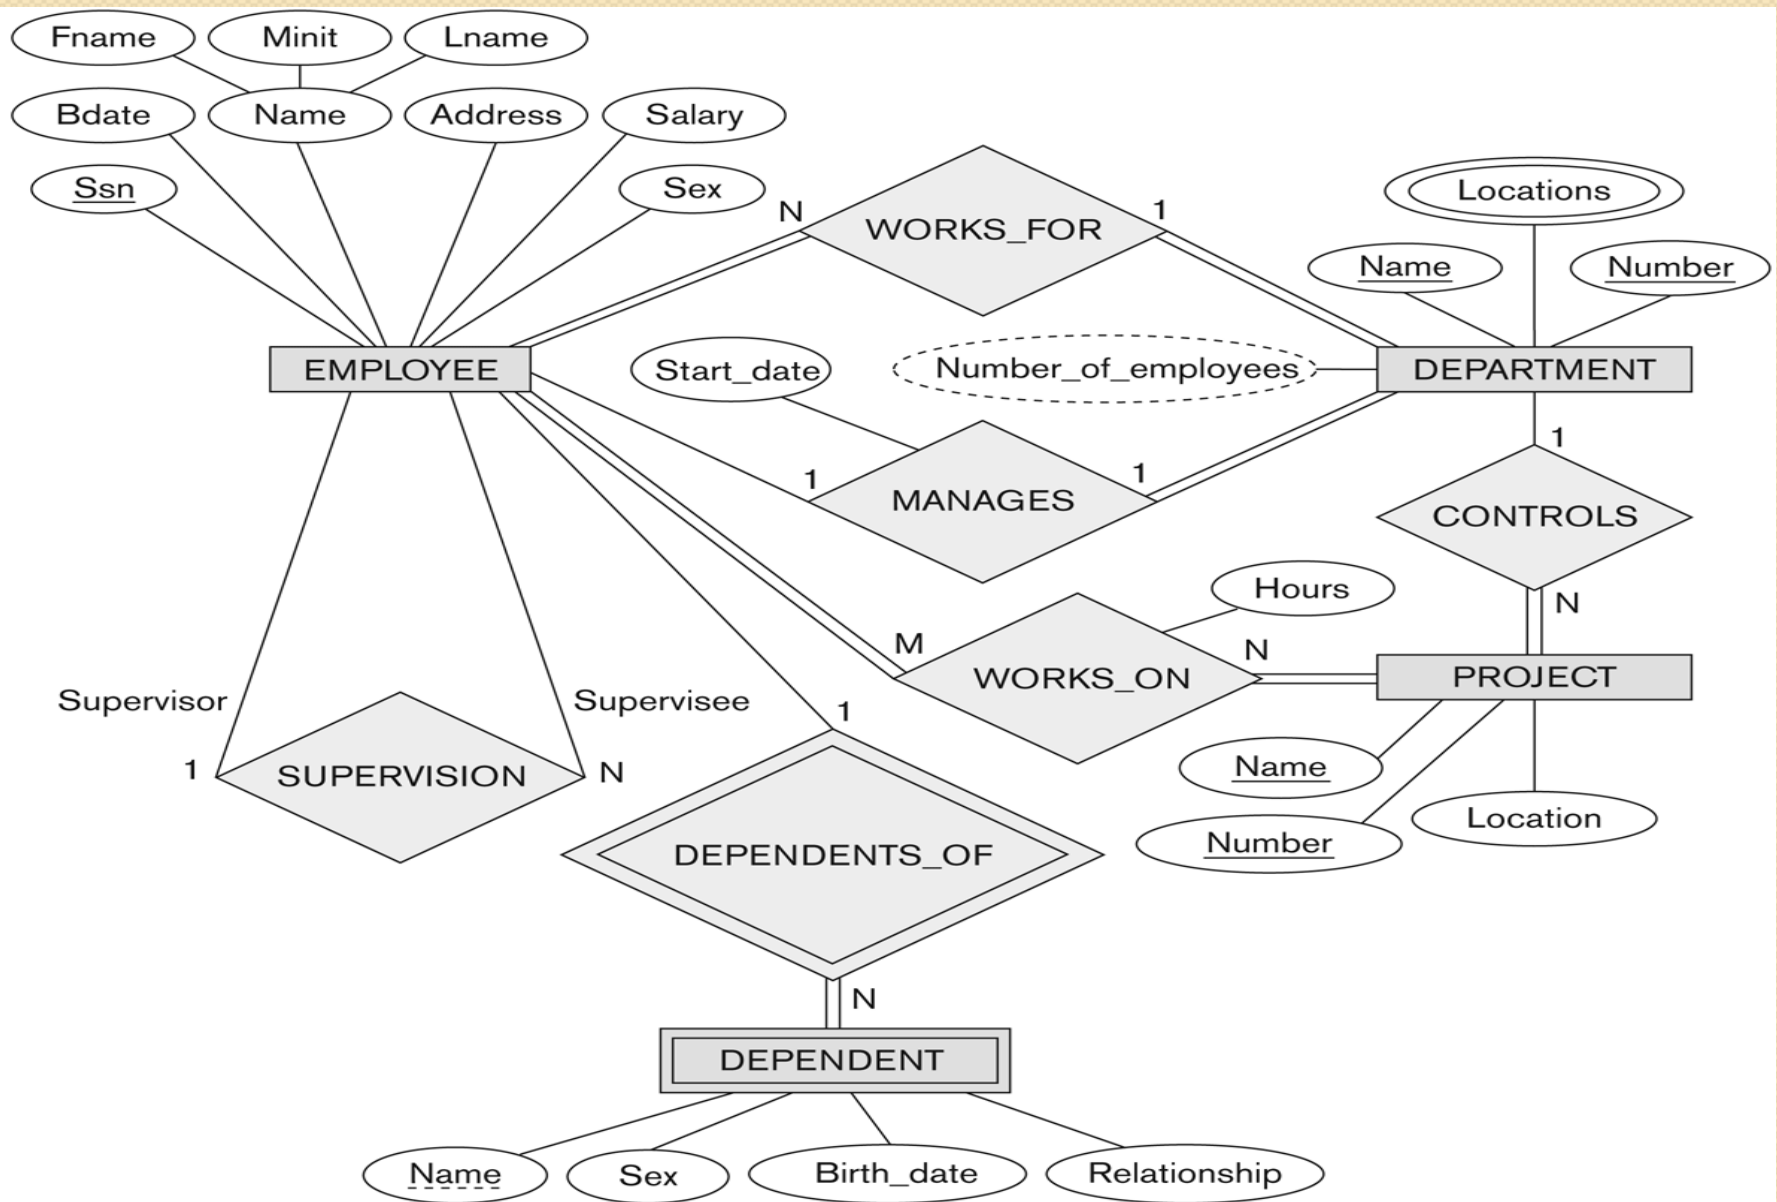 Fname
Minit
Lname
Bdate
Name
Address
Salary
Ssn
Sex
Locations
N
WORKS_FOR
1
Name
Number
EMPLOYEE
Start_date
Number_of_employees
DEPARTMENT
1
1
1
MANAGES
CONTROLS
Hours
N
M
N
WORKS_ON
PROJECT
Supervisor
Supervisee
1
1
SUPERVISION
N
Name
Location
Number
DEPENDENTS_OF
N
DEPENDENT
Name
Sex
Birth_date
Relationship